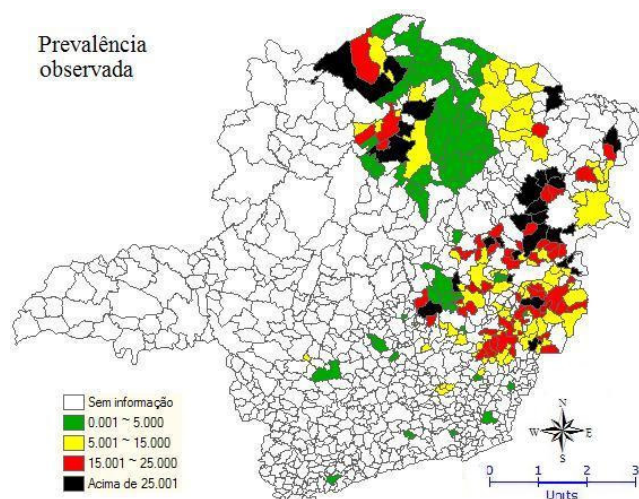 Prevalência
observada
Sem informação
0.001 ~ 5.000
5.001 ~ 15.000
15.001 ~ 25.000
Acima de 25.001
N
W E
S
0 1 2 3
Units